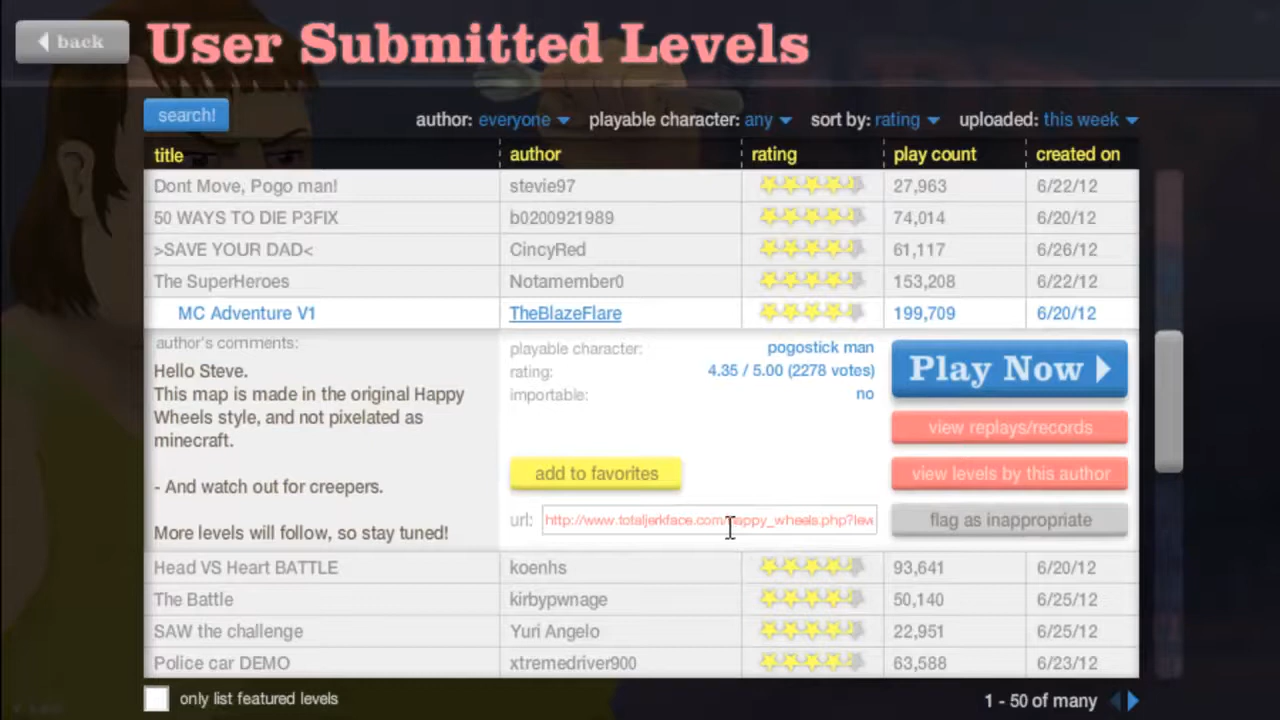 back
User Submitted Levels
search!
author: everyone playable character: any sort by: rating uploaded: this week
title author rating play count created on
Dont Move, Pogo man! stevie97 27,963 6/22/12
50 WAYS TO DIE P3FIX b0200921989 74,014 6/20/12
>SAVE YOUR DAD< CincyRed 61,117 6/26/12
The SuperHeroes Notamember0 153,208 6/22/12
MC Adventure V1 TheBlazeFlare 199,709 6/20/12
author's comments:
Hello Steve.
This map is made in the original Happy
Wheels style, and not pixelated as
minecraft.
- And watch out for creepers.
More levels will follow, so stay tuned!
playable character: pogostick man
rating: 4.35 / 5.00 (2278 votes)
importable: no
add to favorites
url: http://www.totaljerkface.com/happy_wheels.php?lev
Play Now
view replays/records
view levels by this author
flag as inappropriate
Head VS Heart BATTLE koenhs 93,641 6/20/12
The Battle kirbypwnage 50,140 6/25/12
SAW the challenge Yuri Angelo 22,951 6/25/12
Police car DEMO xtremedriver900 63,588 6/23/12
only list featured levels
1 - 50 of many